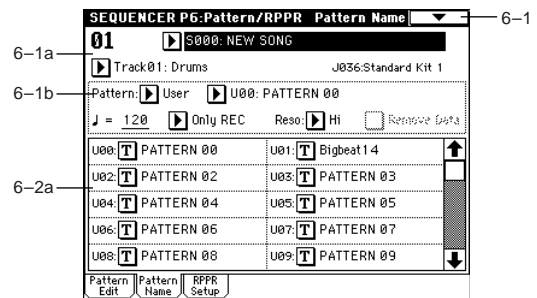 SEQUENCER P6:Pattern/RPPR Pattern Name
6–1
01 S000: NEW SONG
6–1a
Track01: Drums J036:Standard Kit 1
6–1b
Pattern: User U00: PATTERN 00
♩ = 120 Only REC Reso: Hi Remove Data
U00: T PATTERN 00 U01: T Bigbeat14
U02: T PATTERN 02 U03: T PATTERN 03
6–2a
U04: T PATTERN 04 U05: T PATTERN 05
U06: T PATTERN 06 U07: T PATTERN 07
U08: T PATTERN 08 U09: T PATTERN 09
Pattern Edit Pattern Name RPPR Setup